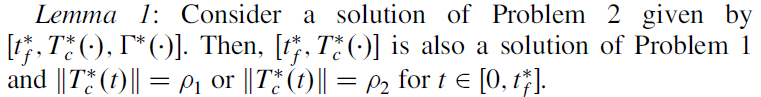 Lemma 1: Consider a solution of Problem 2 given by
[t_f^*, T_c^*(·), Γ^*(·)]. Then, [t_f^*, T_c^*(·)] is also a solution of Problem 1
and ‖T_c^*(t)‖ = ρ_1 or ‖T_c^*(t)‖ = ρ_2 for t ∈ [0, t_f^*].